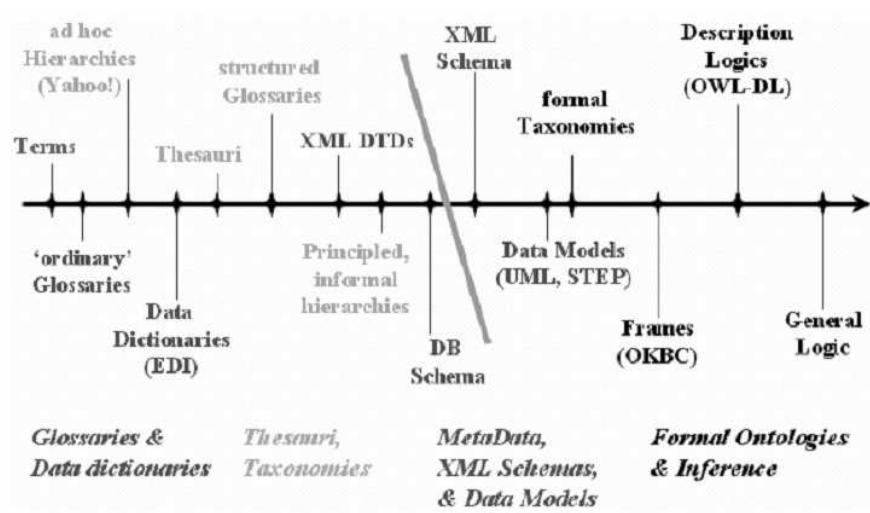 ad hoc
Hierarchies
(Yahoo!)
structured
Glossaries
XML
Schema
Description
Logics
(OWL-DL)
formal
Taxonomies
Terms
Thesauri
XML DTDs
'ordinary'
Glossaries
Data
Dictionaries
(EDI)
Principled,
informal
hierarchies
DB
Schema
Data Models
(UML, STEP)
Frames
(OKBC)
General
Logic
Glossaries &
Data dictionaries
Thesauri,
Taxonomies
MetaData,
XML Schemas,
& Data Models
Formal Ontologies
& Inference